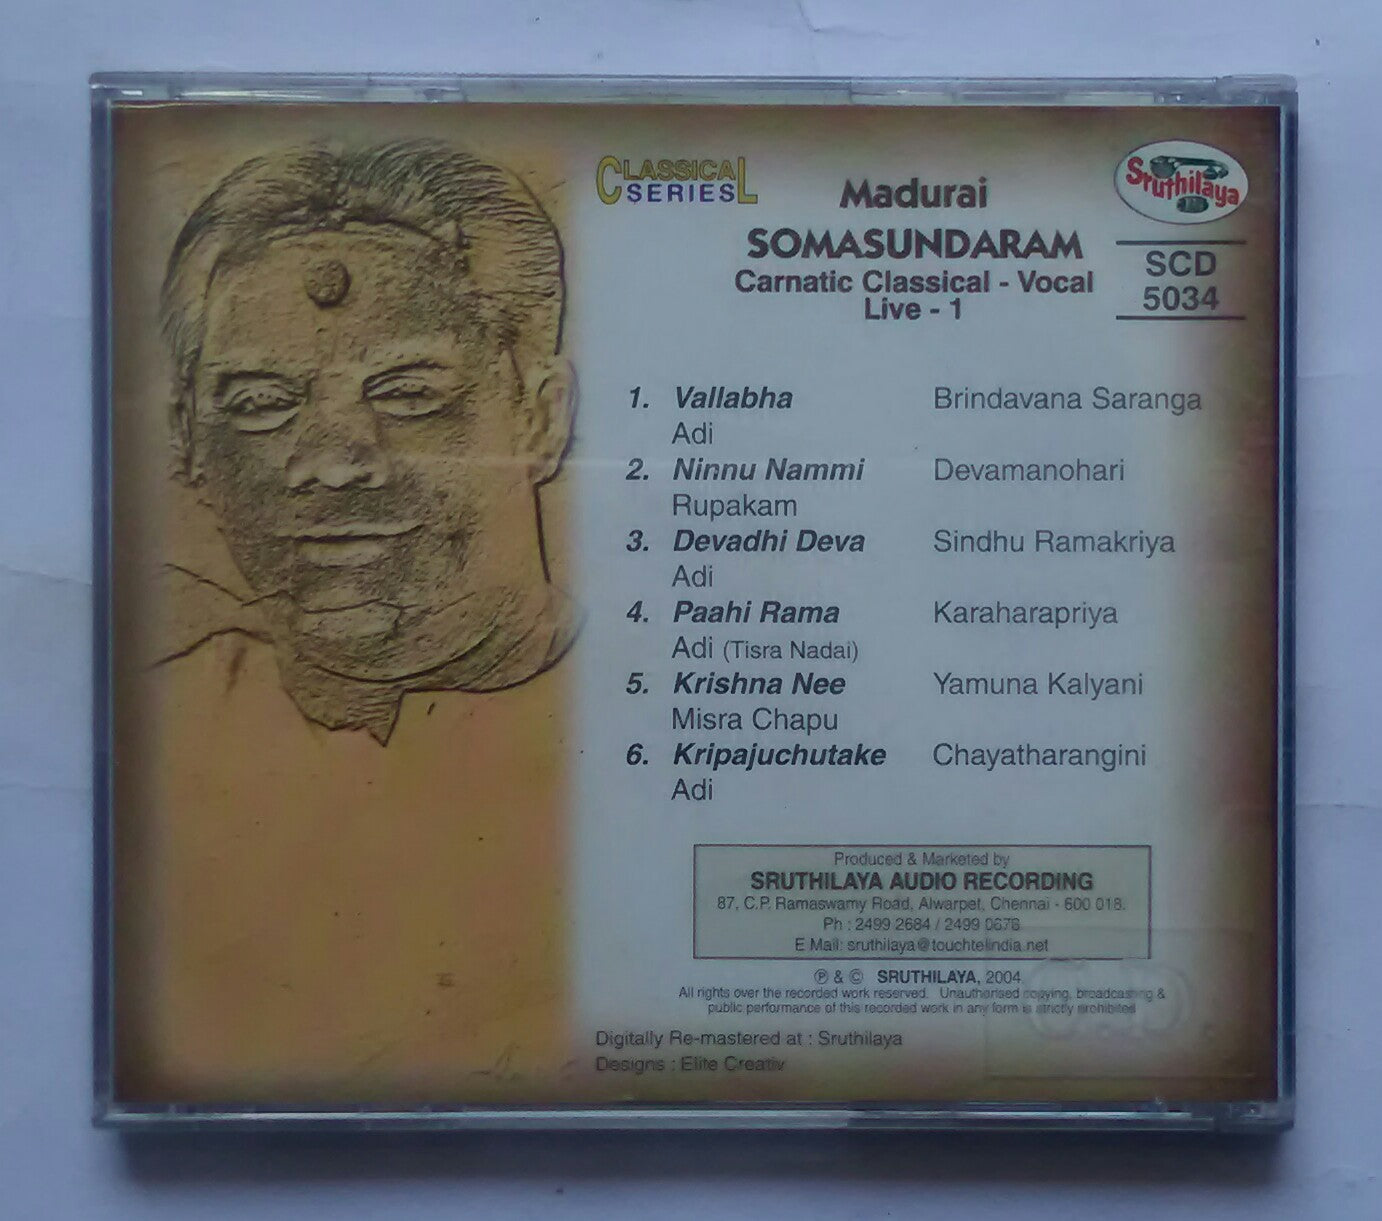 CLASSICAL
SERIES
Madurai
SOMASUNDARAM
Carnatic Classical - Vocal
Live - 1
Sruthilaya
SCD
5034
1. Vallabha Brindavana Saranga
Adi
2. Ninnu Nammi Devamanohari
Rupakam
3. Devadhi Deva Sindhu Ramakriya
Adi
4. Paahi Rama Karaharapriya
Adi (Tisra Nadai)
5. Krishna Nee Yamuna Kalyani
Misra Chapu
6. Kripajuchutake Chayatharangini
Adi
Produced & Marketed by
SRUTHILAYA AUDIO RECORDING
87, C.P. Ramaswamy Road, Alwarpet, Chennai - 600 018.
Ph : 2499 2684 / 2499 0676
E Mail: sruthilaya@touchtelindia.net
℗ & © SRUTHILAYA, 2004
All rights over the recorded work reserved. Unauthorised copying, broadcasting &
public performance of this recorded work in any form is strictly prohibited
Digitally Re-mastered at : Sruthilaya
Designs : Elite Creativ